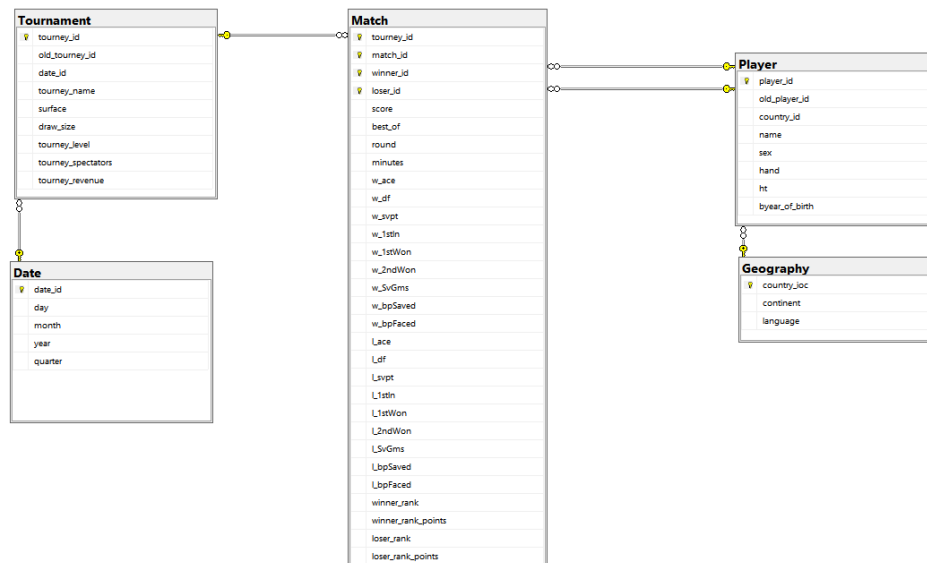 Tournament
tourney_id
old_tourney_id
date_id
tourney_name
surface
draw_size
tourney_level
tourney_spectators
tourney_revenue
Date
date_id
day
month
year
quarter
Match
tourney_id
match_id
winner_id
loser_id
score
best_of
round
minutes
w_ace
w_df
w_svpt
w_1stIn
w_1stWon
w_2ndWon
w_SvGms
w_bpSaved
w_bpFaced
l_ace
l_df
l_svpt
l_1stIn
l_1stWon
l_2ndWon
l_SvGms
l_bpSaved
l_bpFaced
winner_rank
winner_rank_points
loser_rank
loser_rank_points
Player
player_id
old_player_id
country_id
name
sex
hand
ht
byear_of_birth
Geography
country_ioc
continent
language